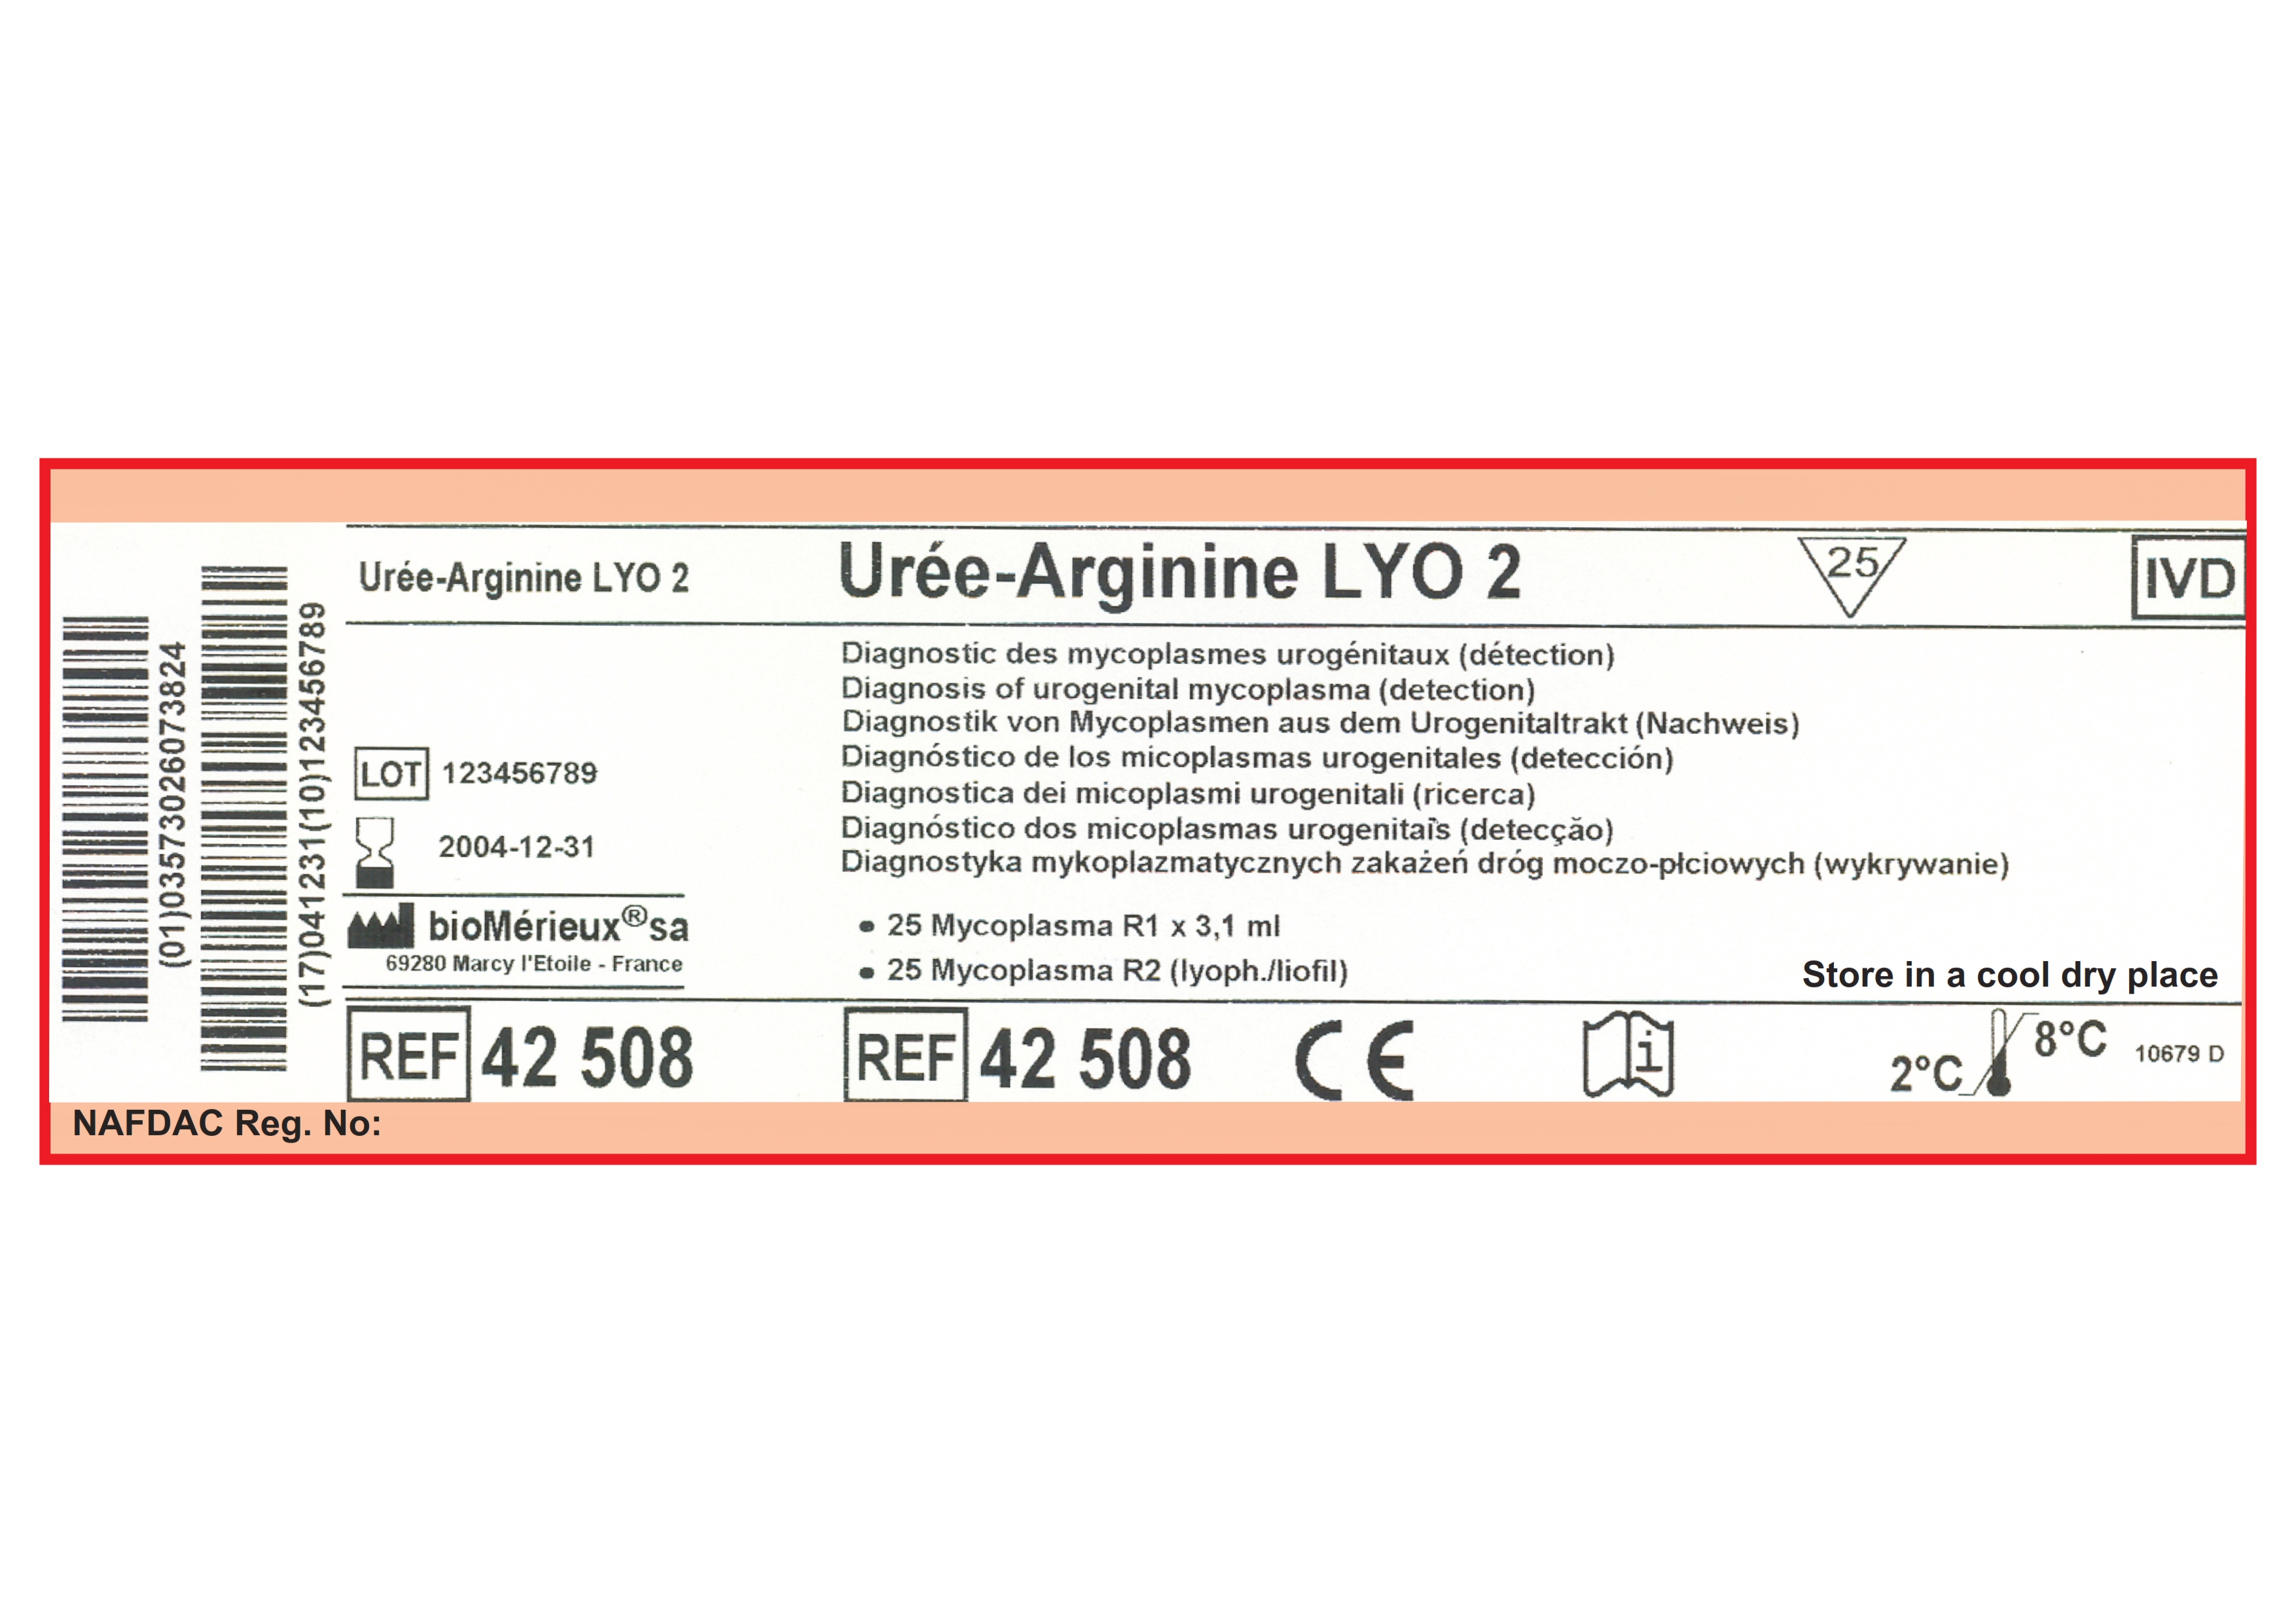 (01)03573026073824
(17)041231(10)123456789
Urée-Arginine LYO 2
LOT 123456789
2004-12-31
bioMérieux®sa
69280 Marcy l'Etoile - France
REF 42 508
Urée-Arginine LYO 2
25
IVD
Diagnostic des mycoplasmes urogénitaux (détection)
Diagnosis of urogenital mycoplasma (detection)
Diagnostik von Mycoplasmen aus dem Urogenitaltrakt (Nachweis)
Diagnóstico de los micoplasmas urogenitales (detección)
Diagnostica dei micoplasmi urogenitali (ricerca)
Diagnóstico dos micoplasmas urogenitais (detecção)
Diagnostyka mykoplazmatycznych zakażeń dróg moczo-płciowych (wykrywanie)
• 25 Mycoplasma R1 x 3,1 ml
• 25 Mycoplasma R2 (lyoph./liofil)
Store in a cool dry place
REF 42 508
CE
i
2°C
8°C
10679 D
NAFDAC Reg. No: